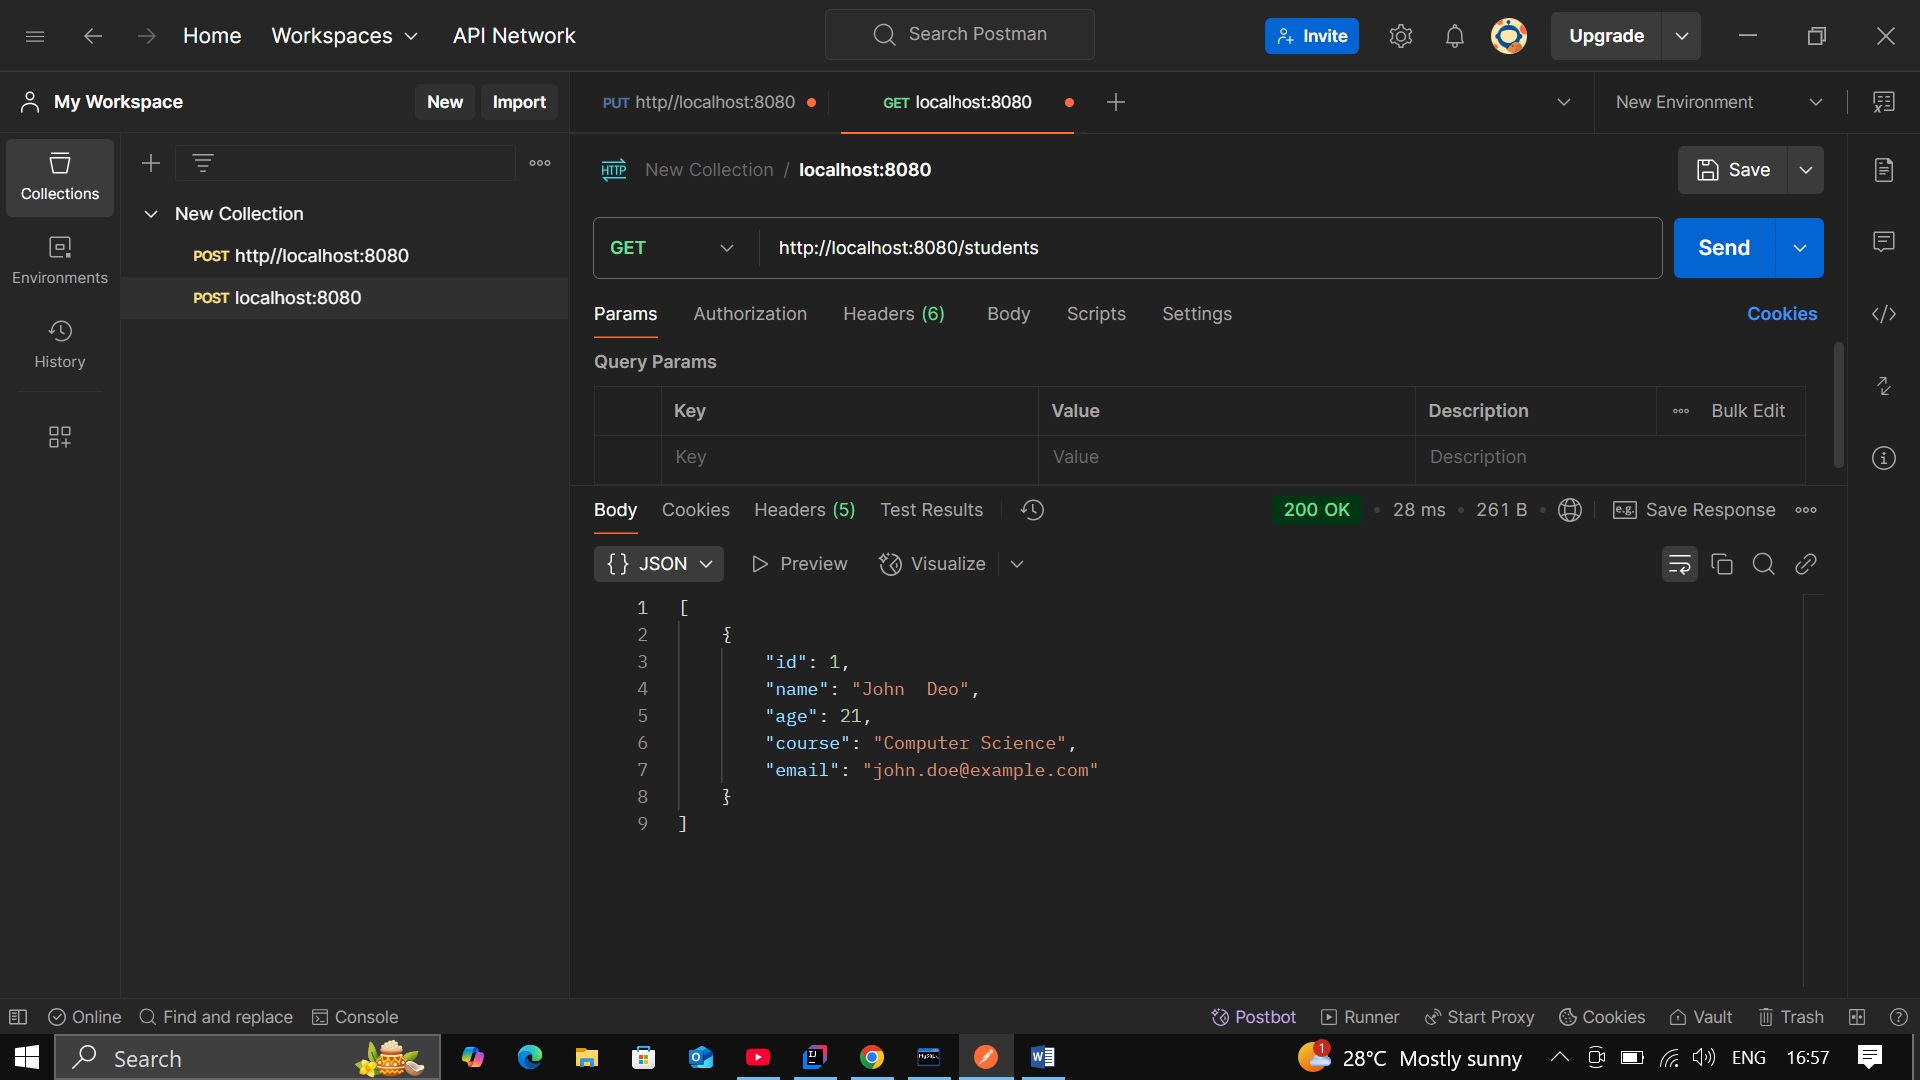 Home Workspaces API Network Search Postman Invite Upgrade
My Workspace New Import PUT http//localhost:8080 GET localhost:8080 New Environment
Collections
Environments
History
New Collection
POST http//localhost:8080
POST localhost:8080
HTTP New Collection / localhost:8080 Save
GET http://localhost:8080/students Send
Params Authorization Headers (6) Body Scripts Settings Cookies
Query Params
Key Value Description Bulk Edit
Key Value Description
Body Cookies Headers (5) Test Results 200 OK • 28 ms • 261 B • e.g. Save Response
{} JSON Preview Visualize
1 [
2 {
3 "id": 1,
4 "name": "John  Deo",
5 "age": 21,
6 "course": "Computer Science",
7 "email": "john.doe@example.com"
8 }
9 ]
Online Find and replace Console Postbot Runner Start Proxy Cookies Vault Trash
Search 1 28°C Mostly sunny ENG 16:57